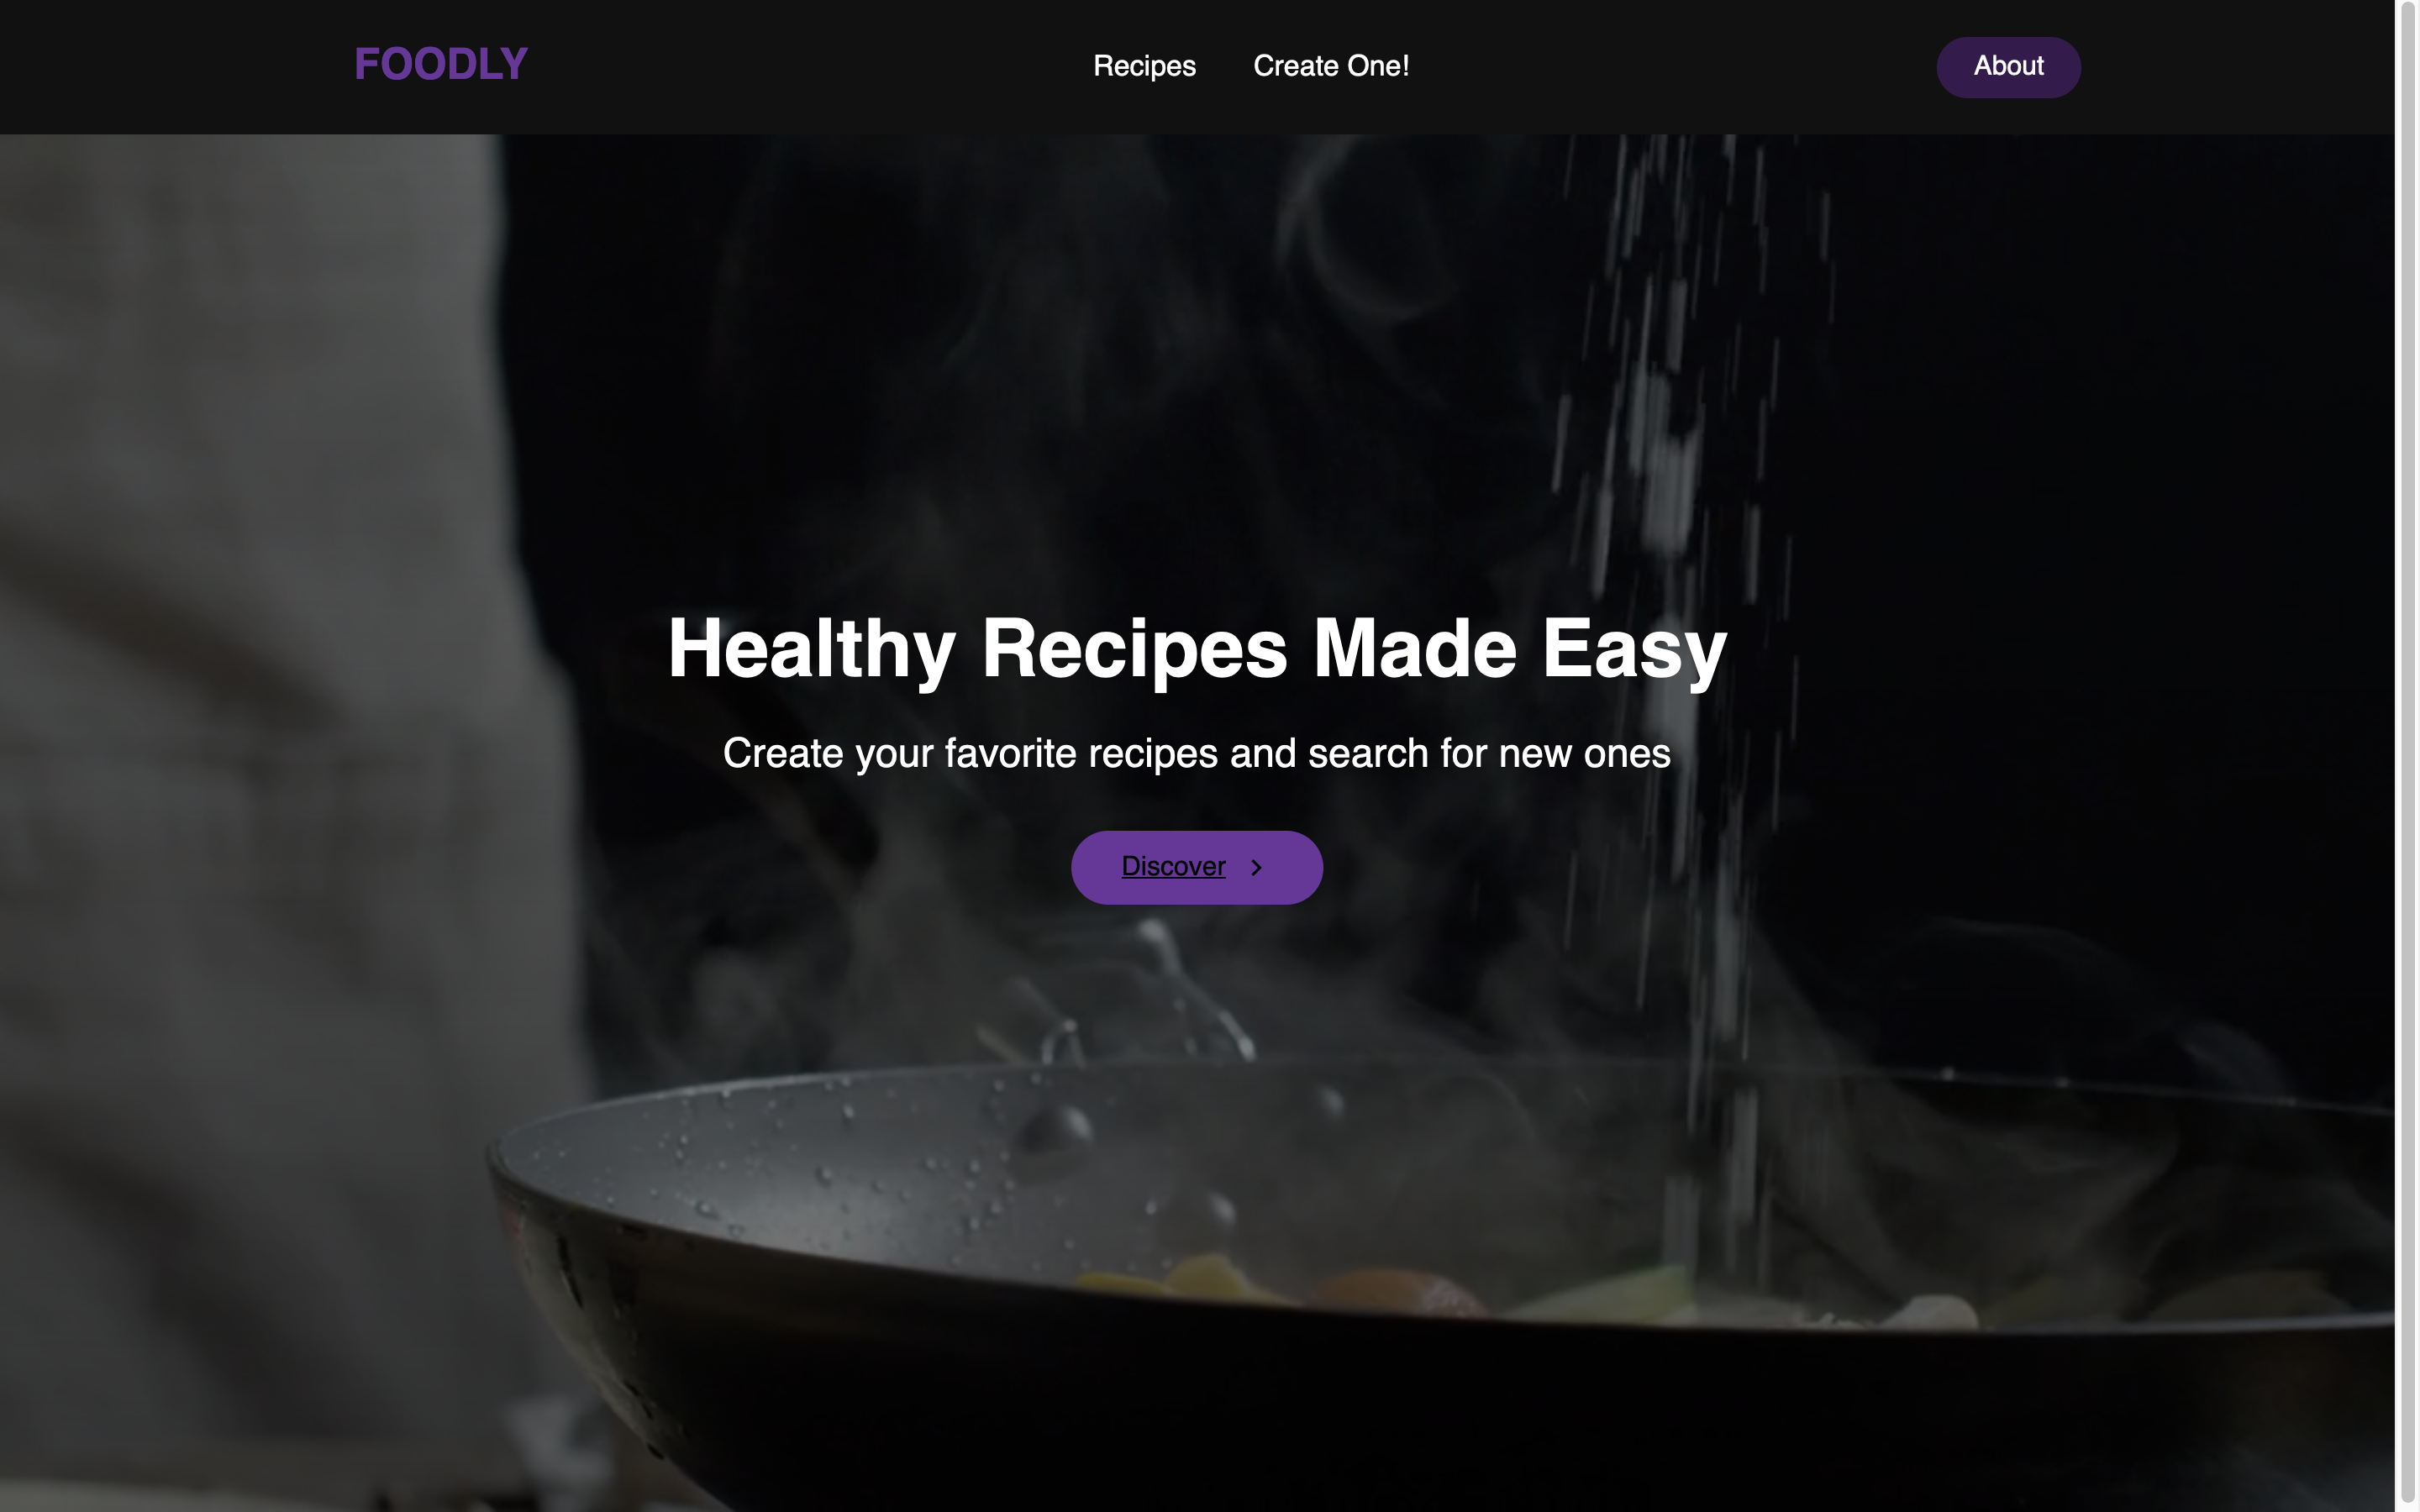 FOODLY
Recipes
Create One!
About
Healthy Recipes Made Easy
Create your favorite recipes and search for new ones
Discover